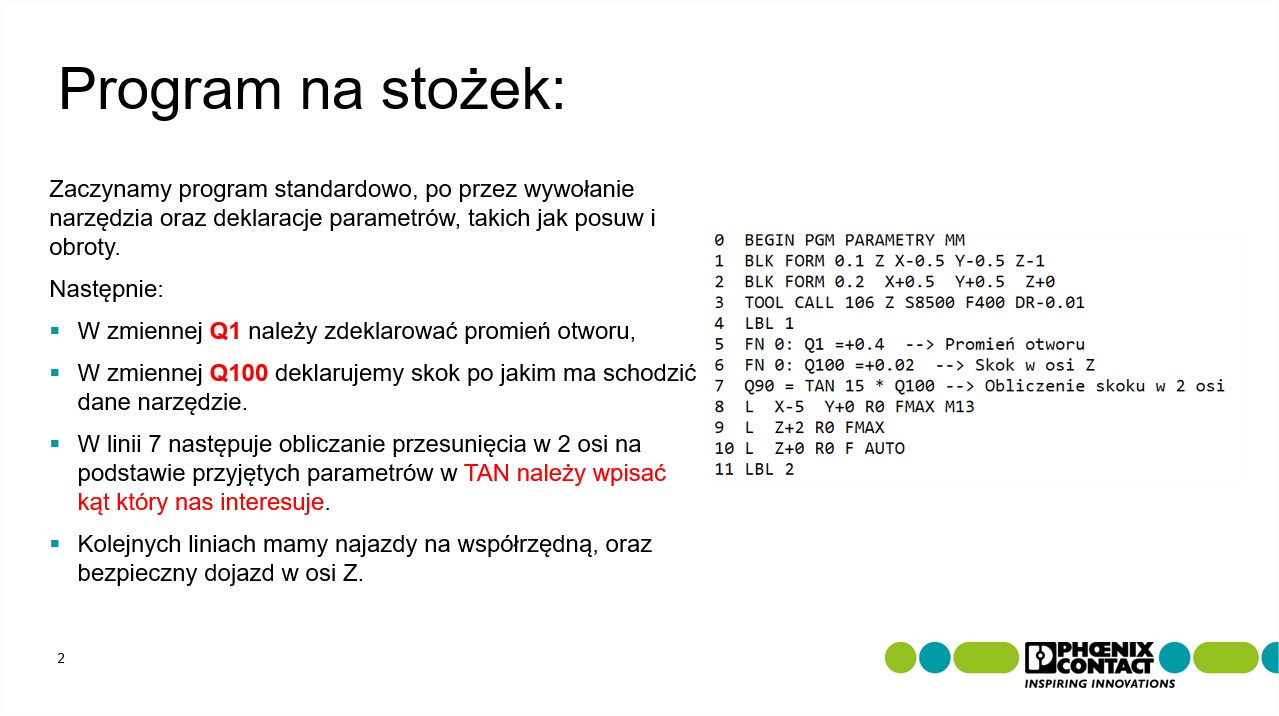 Program na stożek:
Zaczynamy program standardowo, po przez wywołanie
narzędzia oraz deklaracje parametrów, takich jak posuw i
obroty.
Następnie:
W zmiennej Q1 należy zdeklarować promień otworu,
W zmiennej Q100 deklarujemy skok po jakim ma schodzić
dane narzędzie.
W linii 7 następuje obliczanie przesunięcia w 2 osi na
podstawie przyjętych parametrów w TAN należy wpisać
kąt który nas interesuje.
Kolejnych liniach mamy najazdy na współrzędną, oraz
bezpieczny dojazd w osi Z.
0 BEGIN PGM PARAMETRY MM
1 BLK FORM 0.1 Z X-0.5 Y-0.5 Z-1
2 BLK FORM 0.2 X+0.5 Y+0.5 Z+0
3 TOOL CALL 106 Z S8500 F400 DR-0.01
4 LBL 1
5 FN 0: Q1 =+0.4 --> Promień otworu
6 FN 0: Q100 =+0.02 --> Skok w osi Z
7 Q90 = TAN 15 * Q100 --> Obliczenie skoku w 2 osi
8 L X-5 Y+0 R0 FMAX M13
9 L Z+2 R0 FMAX
10 L Z+0 R0 F AUTO
11 LBL 2
2
PHŒNIX
CONTACT
INSPIRING INNOVATIONS